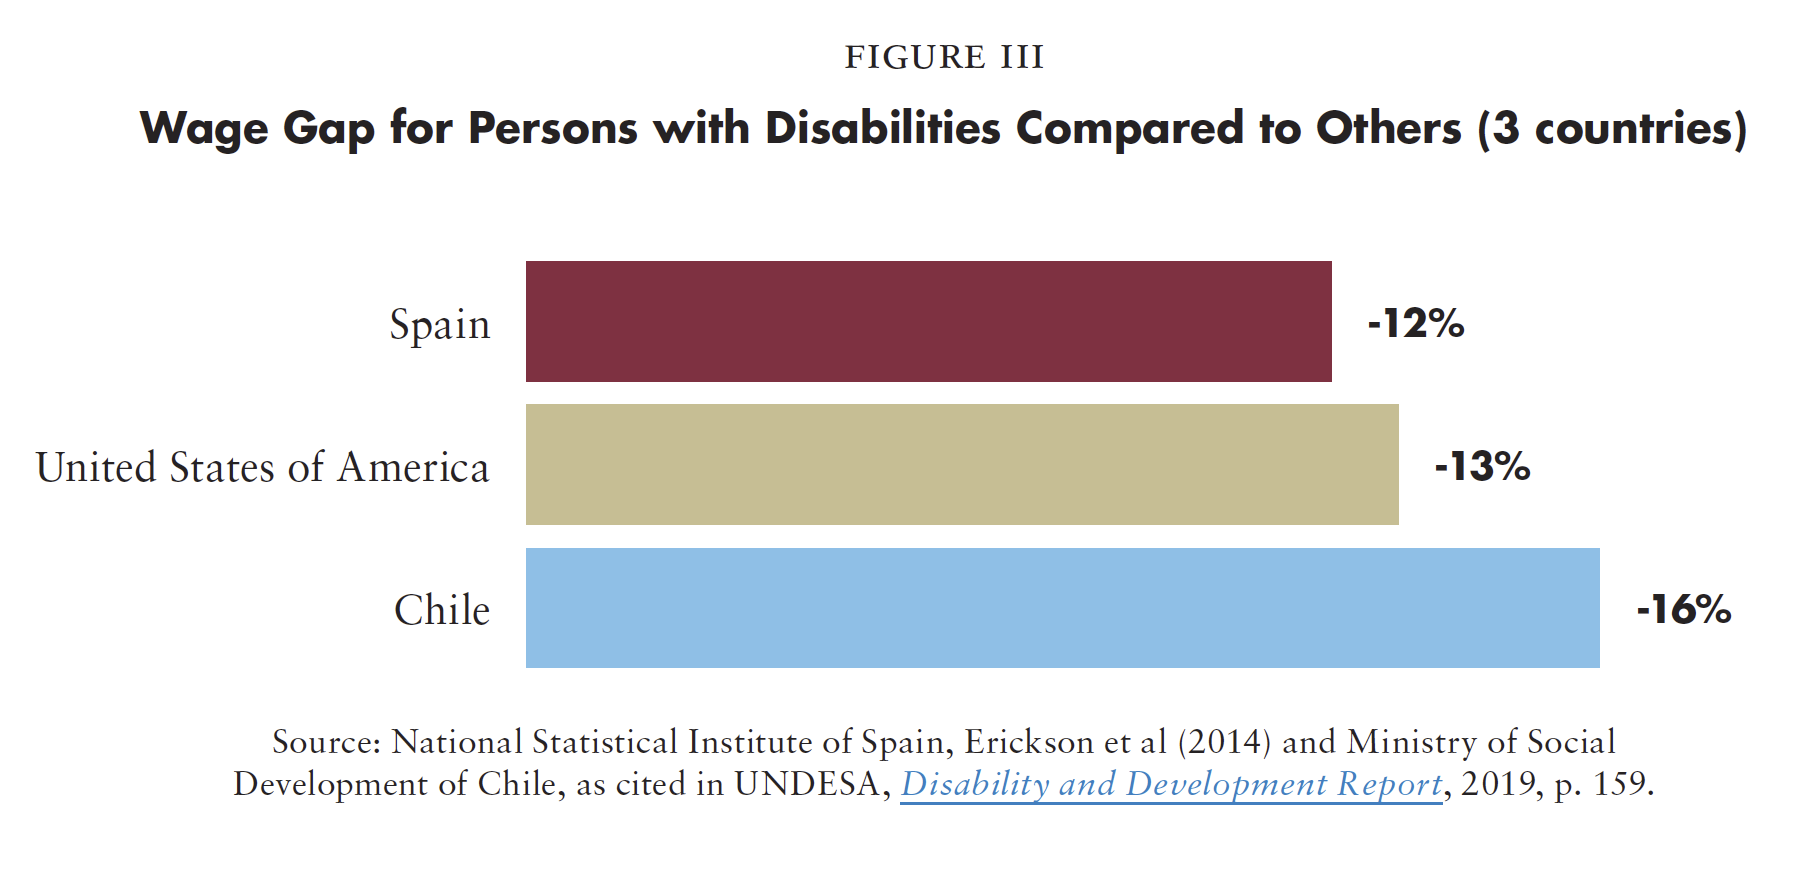 FIGURE III
Wage Gap for Persons with Disabilities Compared to Others (3 countries)
Spain
-12%
United States of America
-13%
Chile
-16%
Source: National Statistical Institute of Spain, Erickson et al (2014) and Ministry of Social
Development of Chile, as cited in UNDESA, Disability and Development Report, 2019, p. 159.